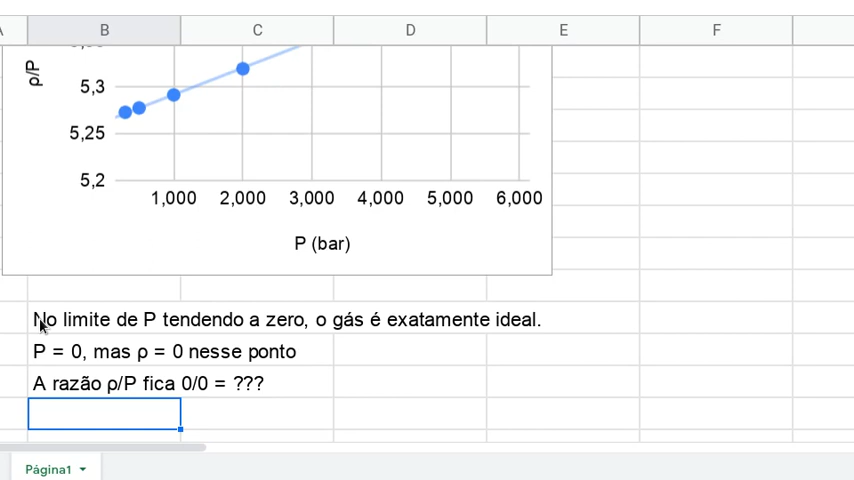 B C D E F
ρ/P
5,3
5,25
5,2
1,000 2,000 3,000 4,000 5,000 6,000
P (bar)
No limite de P tendendo a zero, o gás é exatamente ideal.
P = 0, mas ρ = 0 nesse ponto
A razão ρ/P fica 0/0 = ???
Página1